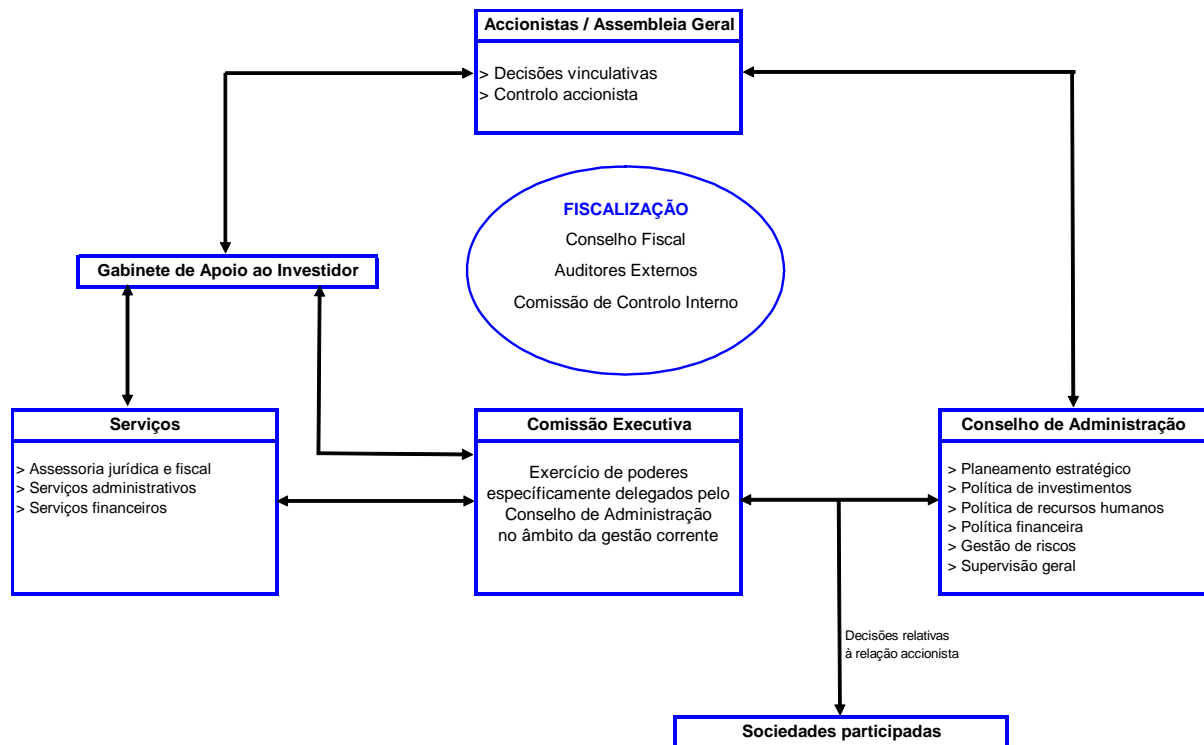 Accionistas / Assembleia Geral
> Decisões vinculativas
> Controlo accionista
FISCALIZAÇÃO
Conselho Fiscal
Auditores Externos
Comissão de Controlo Interno
Gabinete de Apoio ao Investidor
Serviços
> Assessoria jurídica e fiscal
> Serviços administrativos
> Serviços financeiros
Comissão Executiva
Exercício de poderes
específicamente delegados pelo
Conselho de Administração
no âmbito da gestão corrente
Conselho de Administração
> Planeamento estratégico
> Política de investimentos
> Política de recursos humanos
> Política financeira
> Gestão de riscos
> Supervisão geral
Decisões relativas
à relação accionista
Sociedades participadas